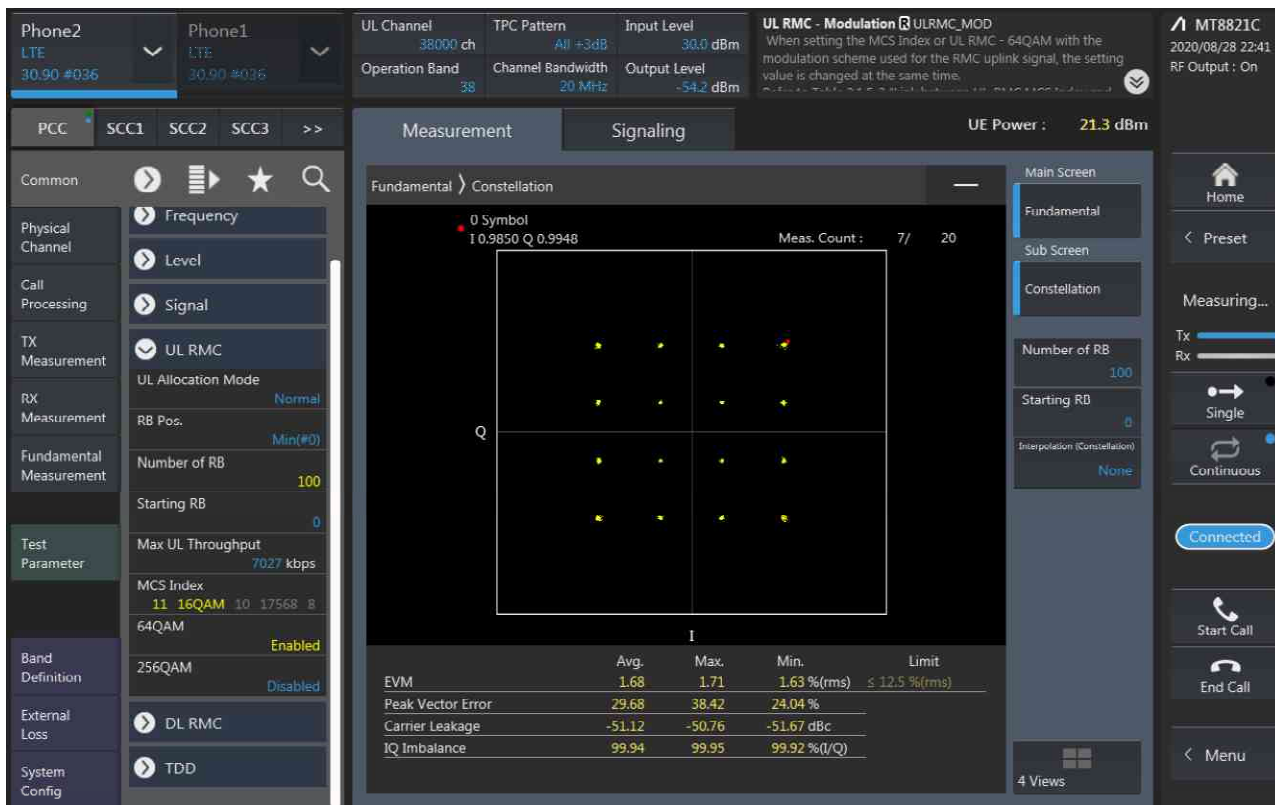 Phone2
LTE
30.90 #036
Phone1
LTE
30.90 #036
UL Channel
38000 ch
Operation Band
38
TPC Pattern
All +3dB
Channel Bandwidth
20 MHz
Input Level
30.0 dBm
Output Level
-54.2 dBm
UL RMC - Modulation R ULRMC_MOD
When setting the MCS Index or UL RMC -
64QAM with the
modulation scheme used for the RMC uplink signal, the setting
value is changed at the same time.
MT8821C
2020/08/28 22:41
RF Output : On
PCC SCC1 SCC2 SCC3 >>
Measurement Signaling
UE Power : 21.3 dBm
Common
Physical
Channel
Call
Processing
TX
Measurement
RX
Measurement
Fundamental
Measurement
Test
Parameter
Band
Definition
External
Loss
System
Config
Frequency
Level
Signal
UL RMC
UL Allocation Mode
Normal
RB Pos.
Min(#0)
Number of RB
100
Starting RB
0
Max UL Throughput
7027 kbps
MCS Index
11 16QAM 10 17568 8
64QAM
Enabled
256QAM
Disabled
DL RMC
TDD
Fundamental 〉 Constellation
0 Symbol
I 0.9850 Q 0.9948
Meas. Count : 7/ 20
Q
I
Avg. Max. Min. Limit
EVM 1.68 1.71 1.63 %(rms) ≤ 12.5 %(rms)
Peak Vector Error 29.68 38.42 24.04 %
Carrier Leakage -51.12 -50.76 -51.67 dBc
IQ Imbalance 99.94 99.95 99.92 %(I/Q)
Main Screen
Fundamental
Sub Screen
Constellation
Number of RB
100
Starting RB
0
Interpolation (Constellation)
None
4 Views
Home
< Preset
Measuring...
Tx
Rx
Single
Continuous
Connected
Start Call
End Call
< Menu